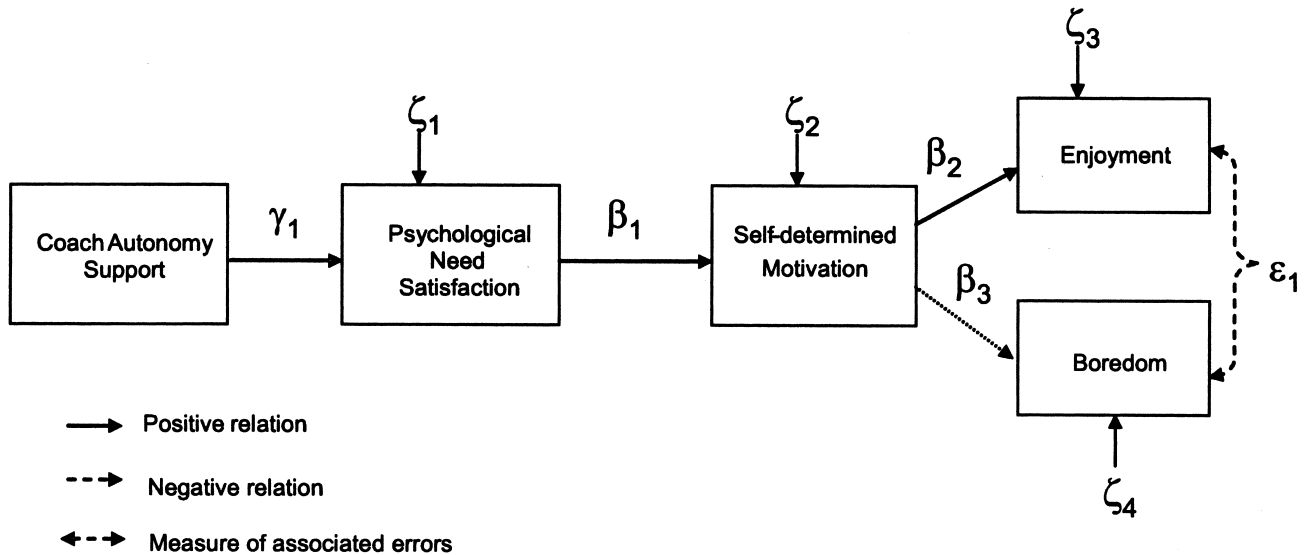 ζ3
ζ1
ζ2
Enjoyment
β2
Coach Autonomy
Support
γ1
Psychological
Need
Satisfaction
β1
Self-determined
Motivation
ε1
β3
Boredom
ζ4
Positive relation
Negative relation
Measure of associated errors